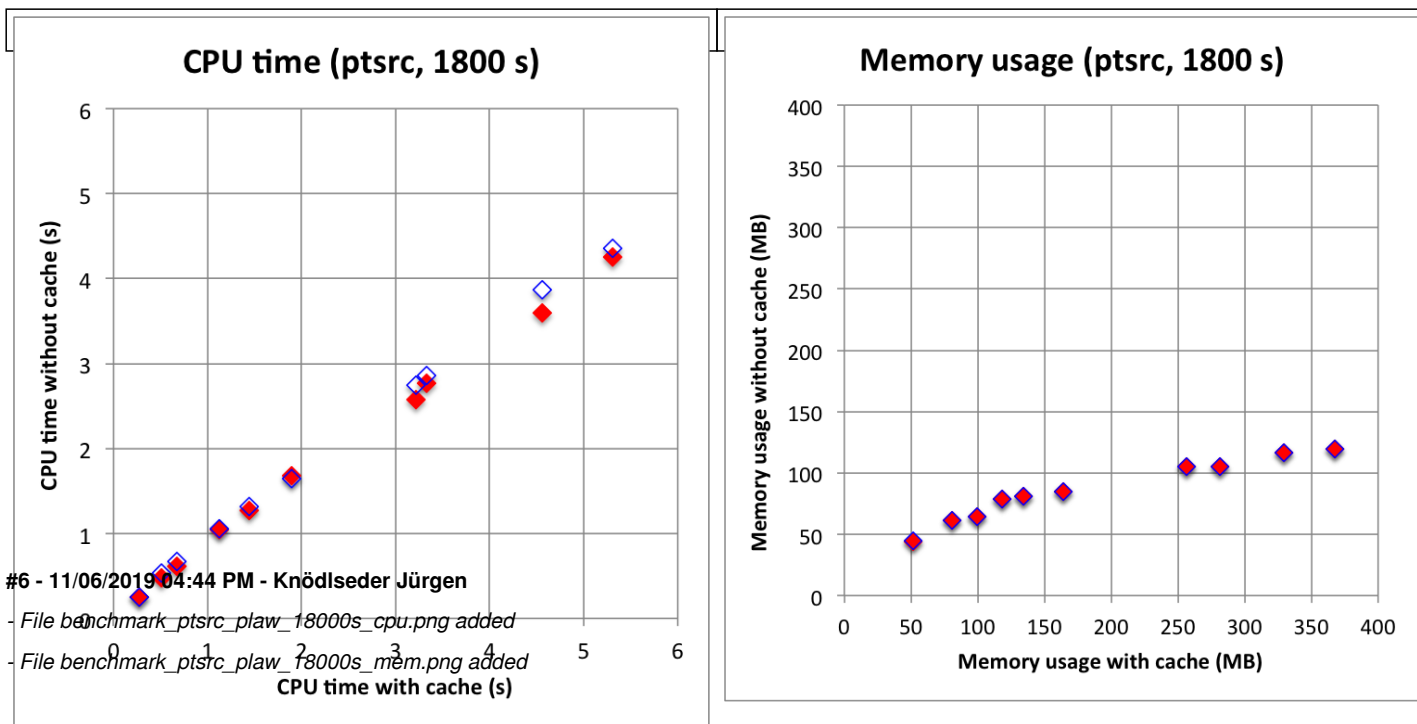 CPU time (ptsrc, 1800 s)
6
5
4
3
2
1
0
CPU time without cache (s)
0 1 2 3 4 5 6
CPU time with cache (s)
Memory usage (ptsrc, 1800 s)
400
350
300
250
200
150
100
50
0
Memory usage without cache (MB)
0 50 100 150 200 250 300 350 400
Memory usage with cache (MB)
#6 - 11/06/2019 04:44 PM - Knödlseder Jürgen
- File benchmark_ptsrc_plaw_18000s_cpu.png added
- File benchmark_ptsrc_plaw_18000s_mem.png added